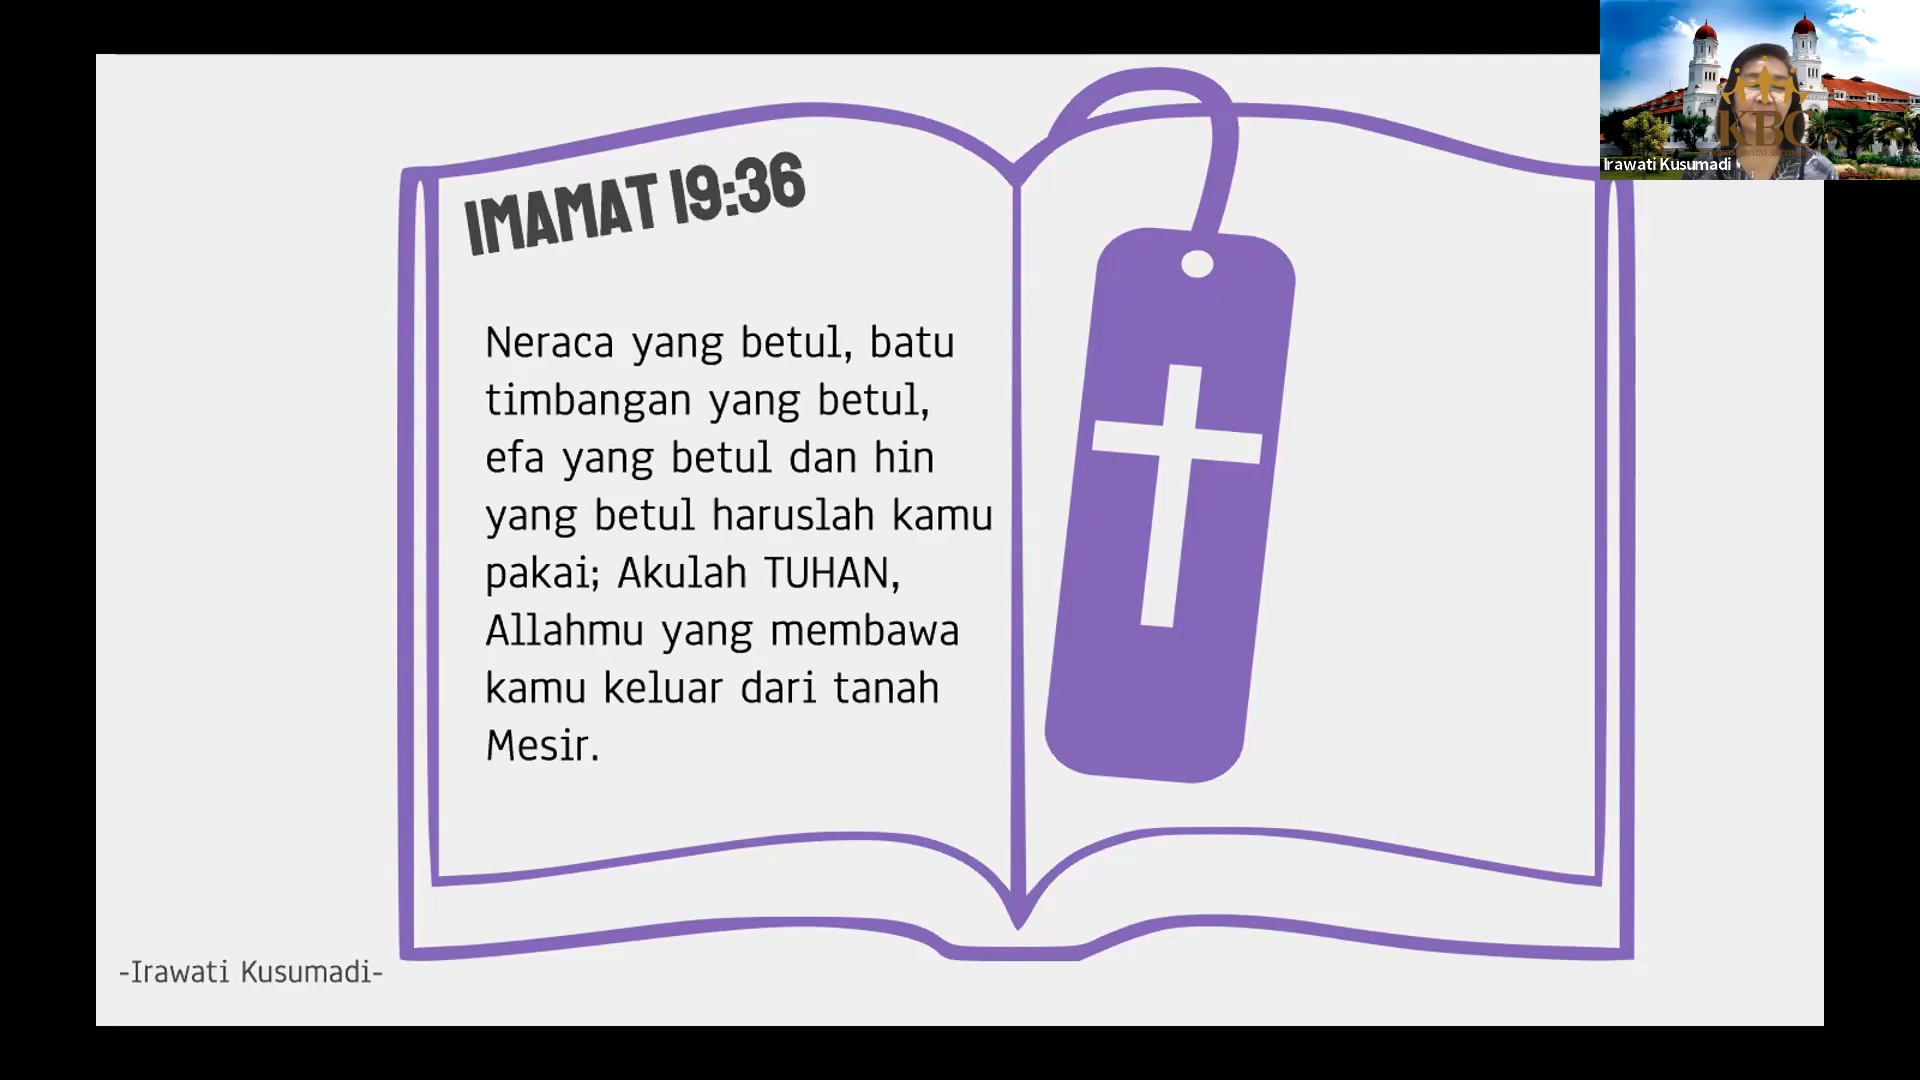 IMAMAT 19:36
Neraca yang betul, batu
timbangan yang betul,
efa yang betul dan hin
yang betul haruslah kamu
pakai; Akulah TUHAN,
Allahmu yang membawa
kamu keluar dari tanah
Mesir.
-Irawati Kusumadi-
KBC
Irawati Kusumadi